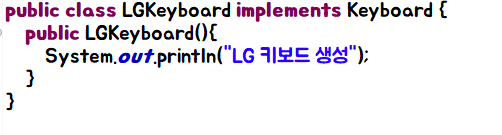 public class LGKeyboard implements Keyboard {
public LGKeyboard(){
System.out.println("LG 키보드 생성");
}
}